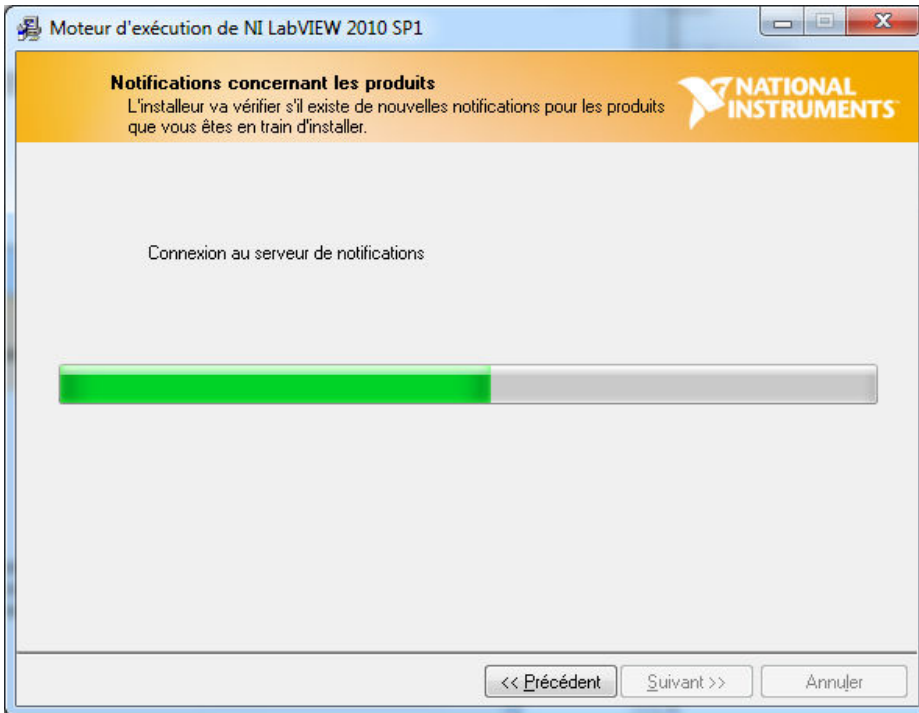 Moteur d'exécution de NI LabVIEW 2010 SP1
Notifications concernant les produits
L'installeur va vérifier s'il existe de nouvelles notifications pour les produits
que vous êtes en train d'installer.
NATIONAL
INSTRUMENTS
Connexion au serveur de notifications
<< Précédent
Suivant >>
Annuler